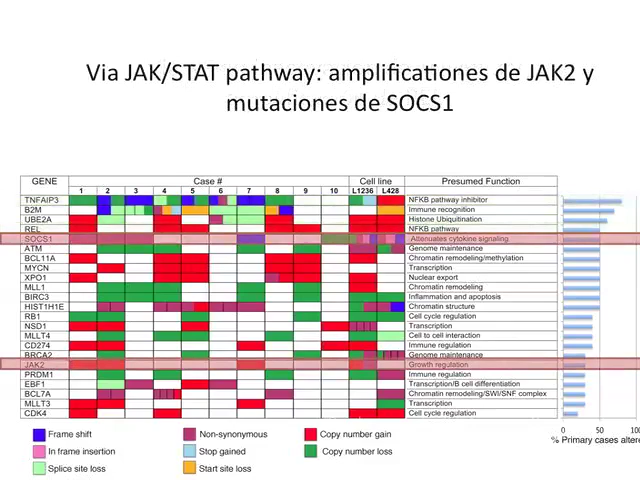 Via JAK/STAT pathway: amplificationes de JAK2 y
mutaciones de SOCS1
GENE Case # Cell line Presumed Function
1 2 3 4 5 6 7 8 9 10 L1236 L428
TNFAIP3 NFKB pathway inhibitor
B2M Immune recognition
UBE2A Histone Ubiquitination
REL NFKB pathway
SOCS1 Attenuates cytokine signaling
ATM Genome maintenance
BCL11A Chromatin remodeling/methylation
MYCN Transcription
XPO1 Nuclear export
MLL1 Chromatin remodeling
BIRC3 Inflammation and apoptosis
HIST1H1E Chromatin structure
RB1 Cell cycle regulation
NSD1 Transcription
MLLT4 Cell to cell interaction
CD274 Immune regulation
BRCA2 Genome maintenance
JAK2 Growth regulation
PRDM1 Immune regulation
EBF1 Transcription/B cell differentiation
BCL7A Chromatin remodeling/SWI/SNF complex
MLLT3 Transcription
CDK4 Cell cycle regulation
0 50 100
% Primary cases altere
Frame shift Non-synonymous Copy number gain
In frame insertion Stop gained Copy number loss
Splice site loss Start site loss